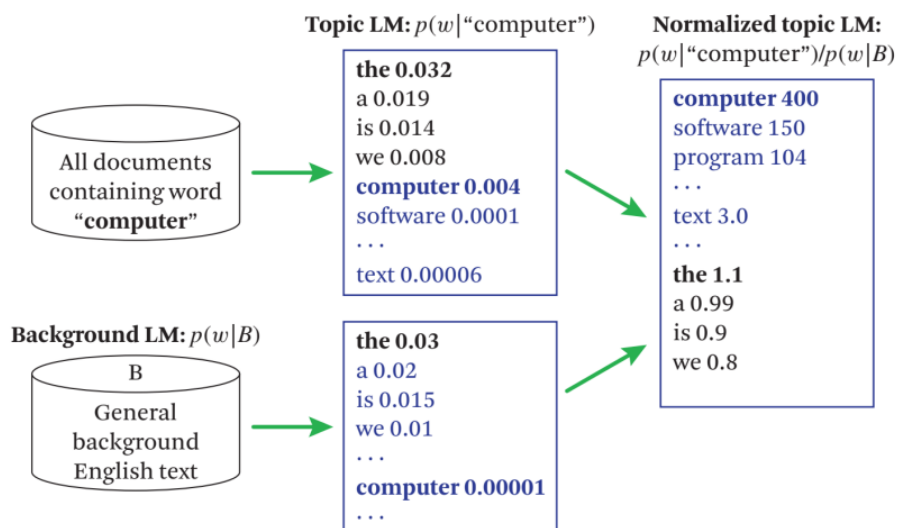 Topic LM: p(w|“computer”)
Normalized topic LM:
p(w|“computer”)/p(w|B)
All documents
containing word
“computer”
the 0.032
a 0.019
is 0.014
we 0.008
computer 0.004
software 0.0001
· · ·
text 0.00006
computer 400
software 150
program 104
· · ·
text 3.0
· · ·
the 1.1
a 0.99
is 0.9
we 0.8
Background LM: p(w|B)
B
General
background
English text
the 0.03
a 0.02
is 0.015
we 0.01
· · ·
computer 0.00001
· · ·